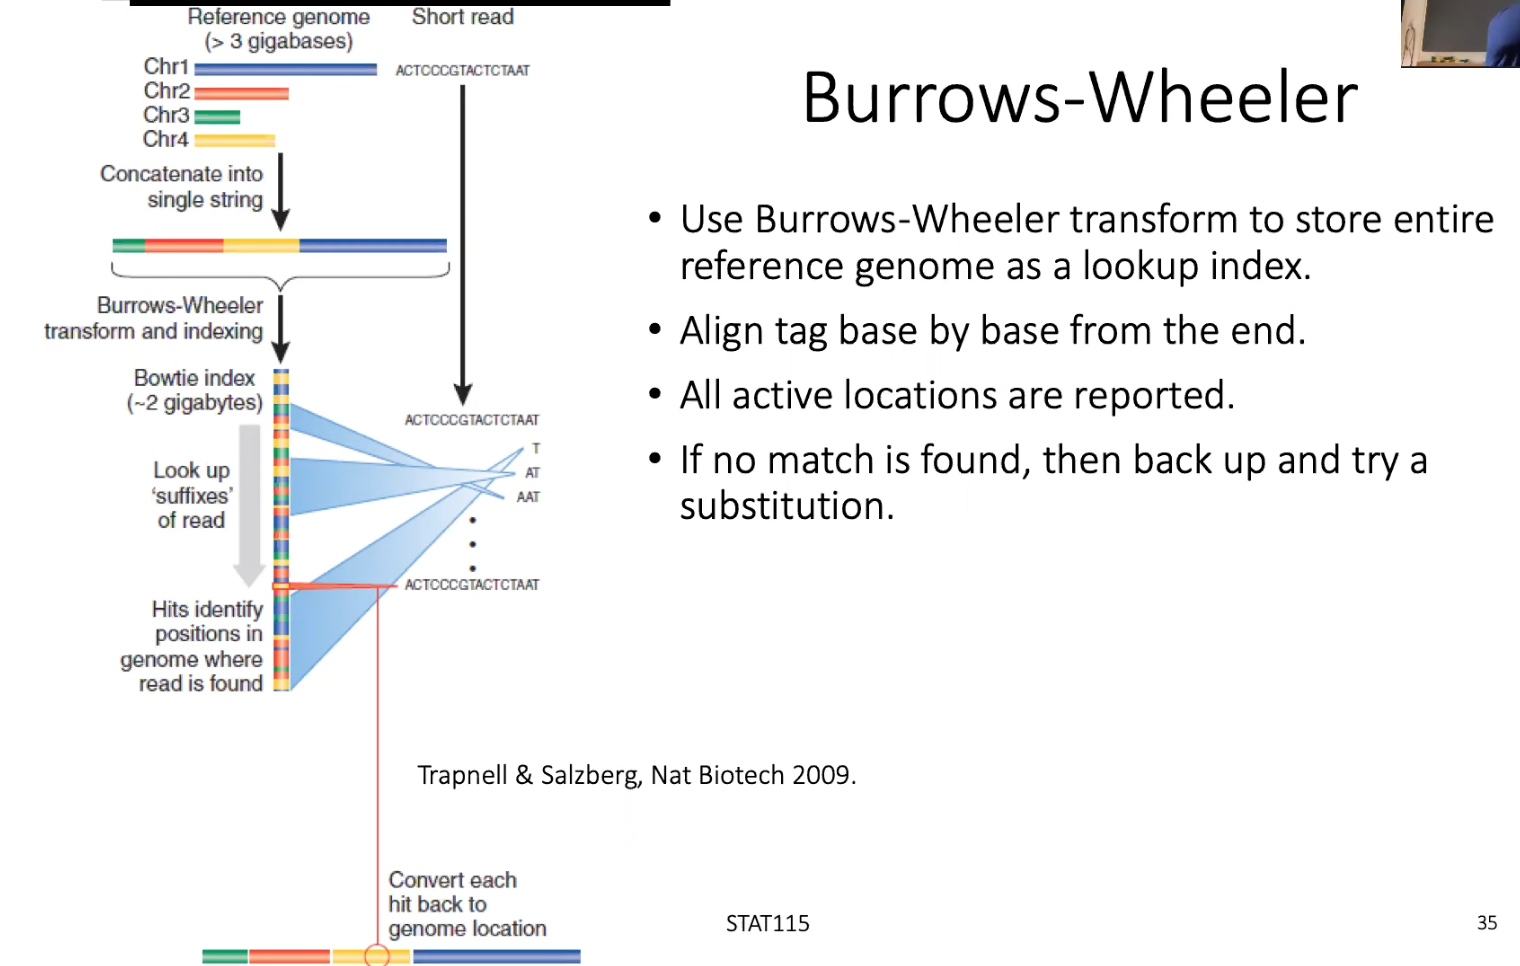 Reference genome
(> 3 gigabases)
Short read
Chr1
ACTCCCGTACTCTAAT
Chr2
Chr3
Chr4
Concatenate into
single string
Burrows-Wheeler
transform and indexing
Bowtie index
(~2 gigabytes)
ACTCCCGTACTCTAAT
T
AT
AAT
Look up
'suffixes'
of read
ACTCCCGTACTCTAAT
Hits identify
positions in
genome where
read is found
Convert each
hit back to
genome location
Burrows-Wheeler
• Use Burrows-Wheeler transform to store entire
reference genome as a lookup index.
• Align tag base by base from the end.
• All active locations are reported.
• If no match is found, then back up and try a
substitution.
Trapnell & Salzberg, Nat Biotech 2009.
STAT115
35